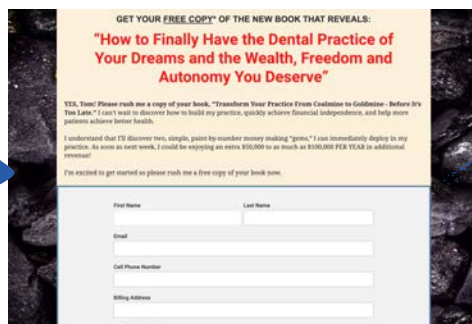 GET YOUR FREE COPY* OF THE NEW BOOK THAT REVEALS:
"How to Finally Have the Dental Practice of
Your Dreams and the Wealth, Freedom and
Autonomy You Deserve"
YES, Tom! Please rush me a copy of your book, "Transform Your Practice From Coalmine to Goldmine - Before It's
Too Late." I can't wait to discover how to build my practice, quickly achieve financial independence, and help more
patients achieve better health.
I understand that I'll discover two, simple, paint-by-number money making "gems," I can immediately deploy in my
practice. As soon as next week, I could be enjoying an extra $50,000 to as much as $100,000 PER YEAR in additional
revenue!
I'm excited to get started so please rush me a free copy of your book now.
First Name Last Name
Email
Cell Phone Number
Billing Address